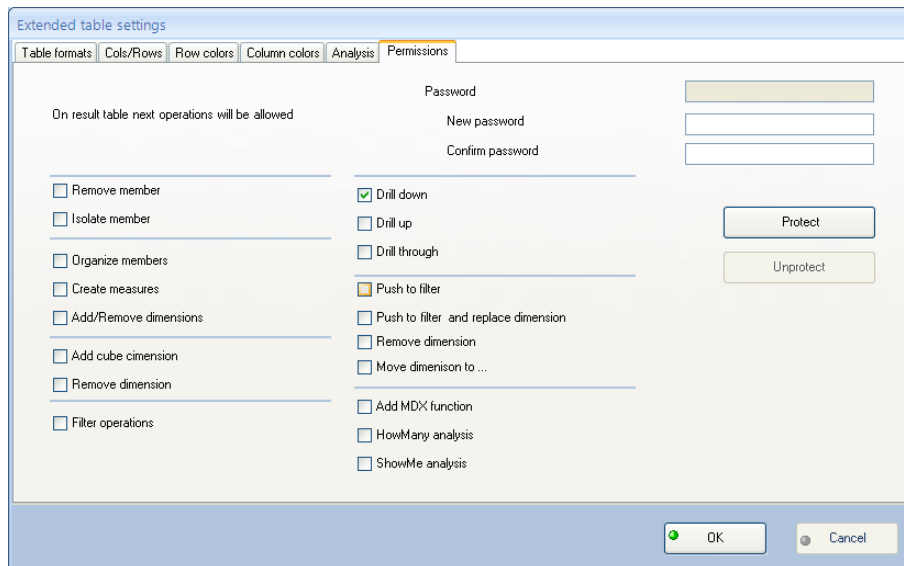 Extended table settings
Table formats Cols/Rows Row colors Column colors Analysis Permissions
On result table next operations will be allowed
Password
New password
Confirm password
Remove member
Isolate member
Organize members
Create measures
Add/Remove dimensions
Add cube cimension
Remove dimension
Filter operations
Drill down
Drill up
Drill through
Push to filter
Push to filter and replace dimension
Remove dimension
Move dimenison to ...
Add MDX function
HowMany analysis
ShowMe analysis
Protect
Unprotect
OK
Cancel